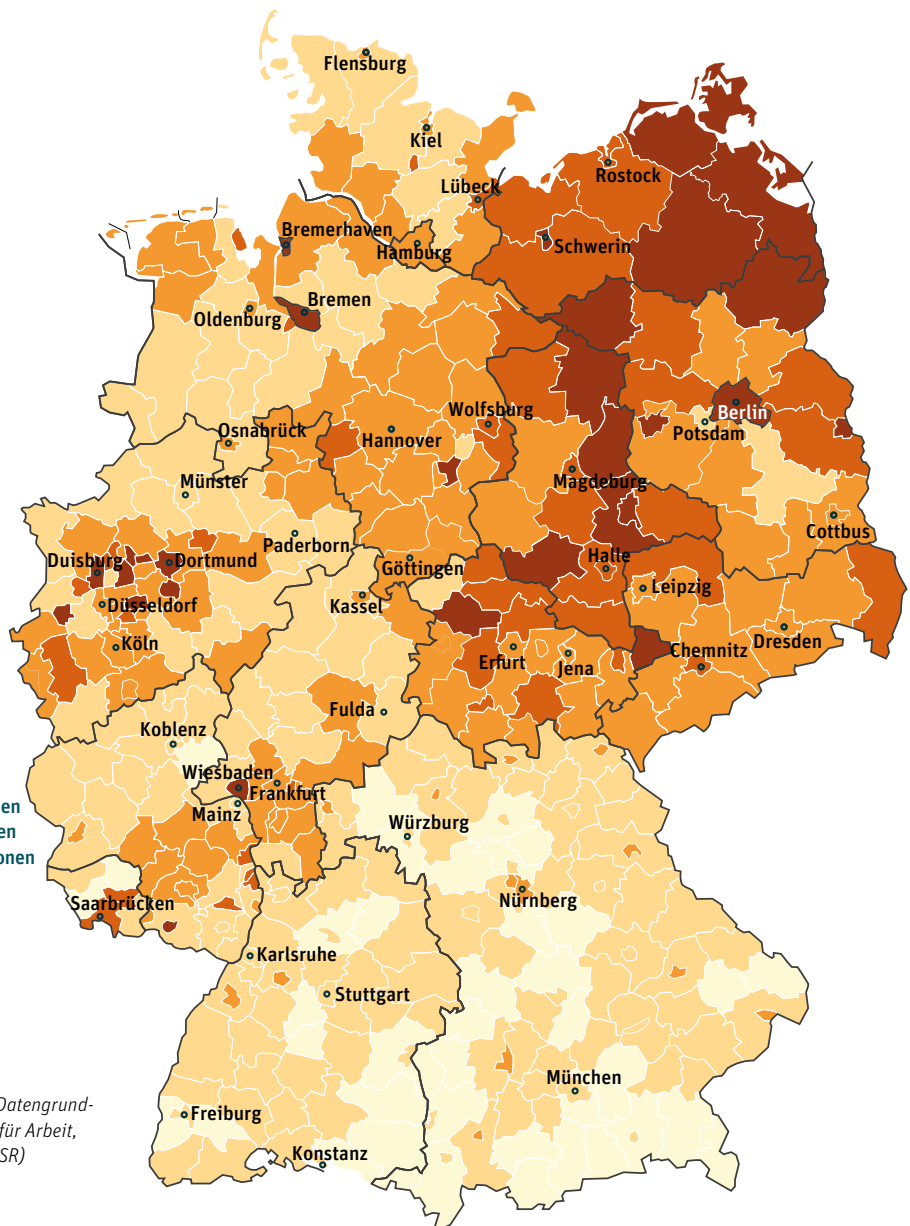 Flensburg
Kiel
Lübeck
Rostock
Bremerhaven
Hamburg
Schwerin
Bremen
Oldenburg
Wolfsburg
Berlin
Osnabrück
Hannover
Potsdam
Münster
Magdeburg
Cottbus
Paderborn
Duisburg
Dortmund
Göttingen
Halle
Leipzig
Düsseldorf
Kassel
Köln
Erfurt
Jena
Chemnitz
Dresden
Fulda
Koblenz
Wiesbaden
Frankfurt
Mainz
en
en
onen
Würzburg
Nürnberg
Saarbrücken
Karlsruhe
Stuttgart
München
Datengrund-
für Arbeit,
SR)
Freiburg
Konstanz